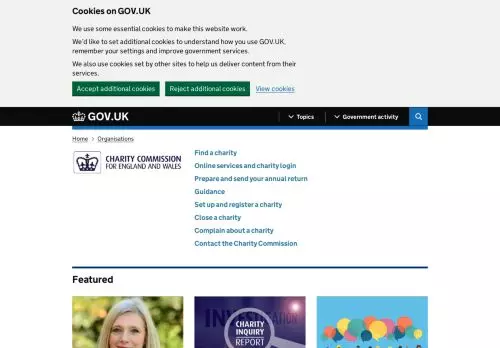 Cookies on GOV.UK
We use some essential cookies to make this website work.
We'd like to set additional cookies to understand how you use GOV.UK,
remember your settings and improve government services.
We also use cookies set by other sites to help us deliver content from their
services.
Accept additional cookies
Reject additional cookies
View cookies
GOV.UK
Topics
Government activity
Home > Organisations
CHARITY COMMISSION
FOR ENGLAND AND WALES
Find a charity
Online services and charity login
Prepare and send your annual return
Guidance
Set up and register a charity
Close a charity
Complain about a charity
Contact the Charity Commission
Featured
INVESTIGATION
CHARITY
INQUIRY
REPORT